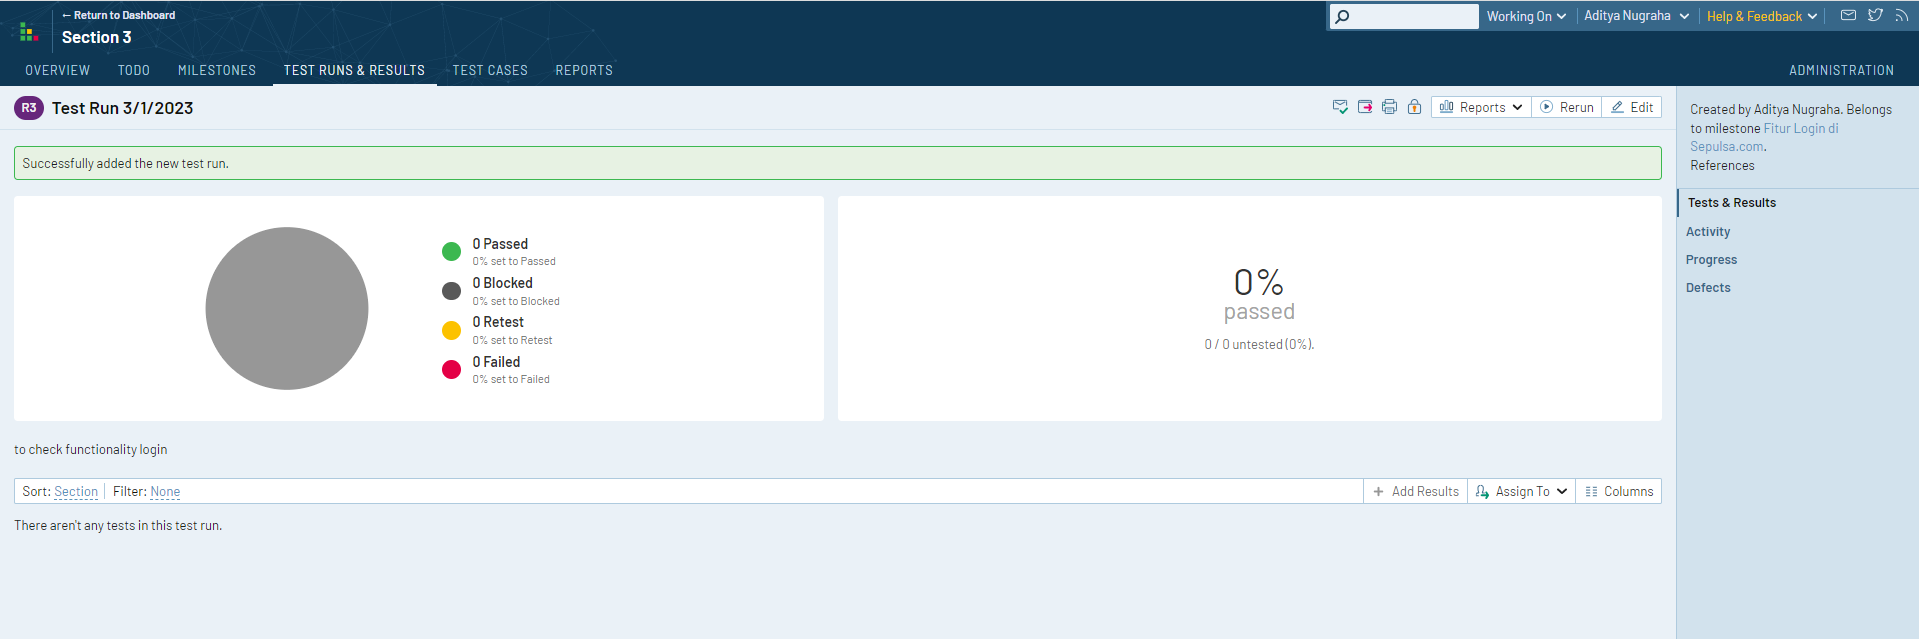 ← Return to Dashboard
Section 3
Working On
Aditya Nugraha
Help & Feedback
OVERVIEW
TODO
MILESTONES
TEST RUNS & RESULTS
TEST CASES
REPORTS
ADMINISTRATION
R3
Test Run 3/1/2023
Reports
Rerun
Edit
Successfully added the new test run.
0 Passed
0% set to Passed
0 Blocked
0% set to Blocked
0 Retest
0% set to Retest
0 Failed
0% set to Failed
0%
passed
0 / 0 untested (0%).
to check functionality login
Sort: Section
Filter: None
Add Results
Assign To
Columns
There aren't any tests in this test run.
Created by Aditya Nugraha. Belongs
to milestone Fitur Login di
Sepulsa.com.
References
Tests & Results
Activity
Progress
Defects